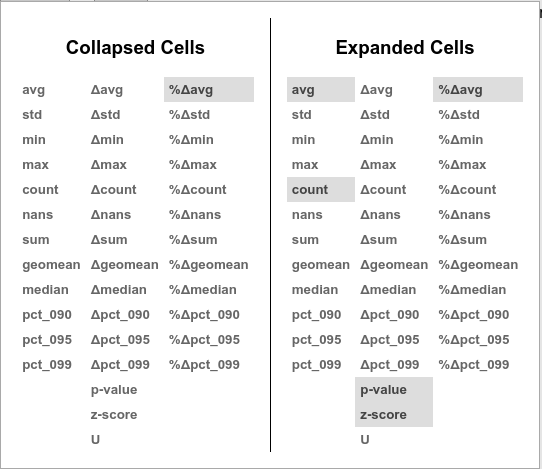 Collapsed Cells
avg Δavg %Δavg
std Δstd %Δstd
min Δmin %Δmin
max Δmax %Δmax
count Δcount %Δcount
nans Δnans %Δnans
sum Δsum %Δsum
geomean Δgeomean %Δgeomean
median Δmedian %Δmedian
pct_090 Δpct_090 %Δpct_090
pct_095 Δpct_095 %Δpct_095
pct_099 Δpct_099 %Δpct_099
p-value
z-score
U
Expanded Cells
avg Δavg %Δavg
std Δstd %Δstd
min Δmin %Δmin
max Δmax %Δmax
count Δcount %Δcount
nans Δnans %Δnans
sum Δsum %Δsum
geomean Δgeomean %Δgeomean
median Δmedian %Δmedian
pct_090 Δpct_090 %Δpct_090
pct_095 Δpct_095 %Δpct_095
pct_099 Δpct_099 %Δpct_099
p-value
z-score
U